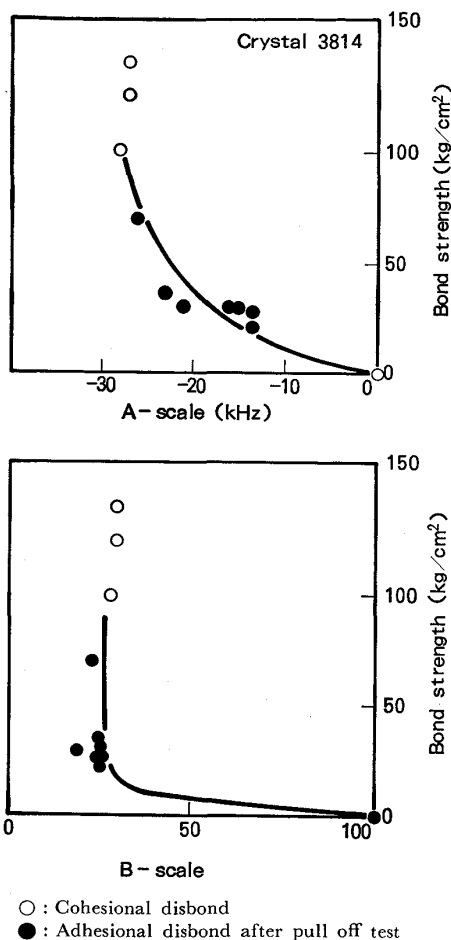 Crystal 3814
150
100
50
0
Bond strength (kg/cm²)
−30 −20 −10 0
A−scale (kHz)
150
100
50
0
Bond strength (kg/cm²)
0 50 100
B−scale
○ : Cohesional disbond
● : Adhesional disbond after pull off test